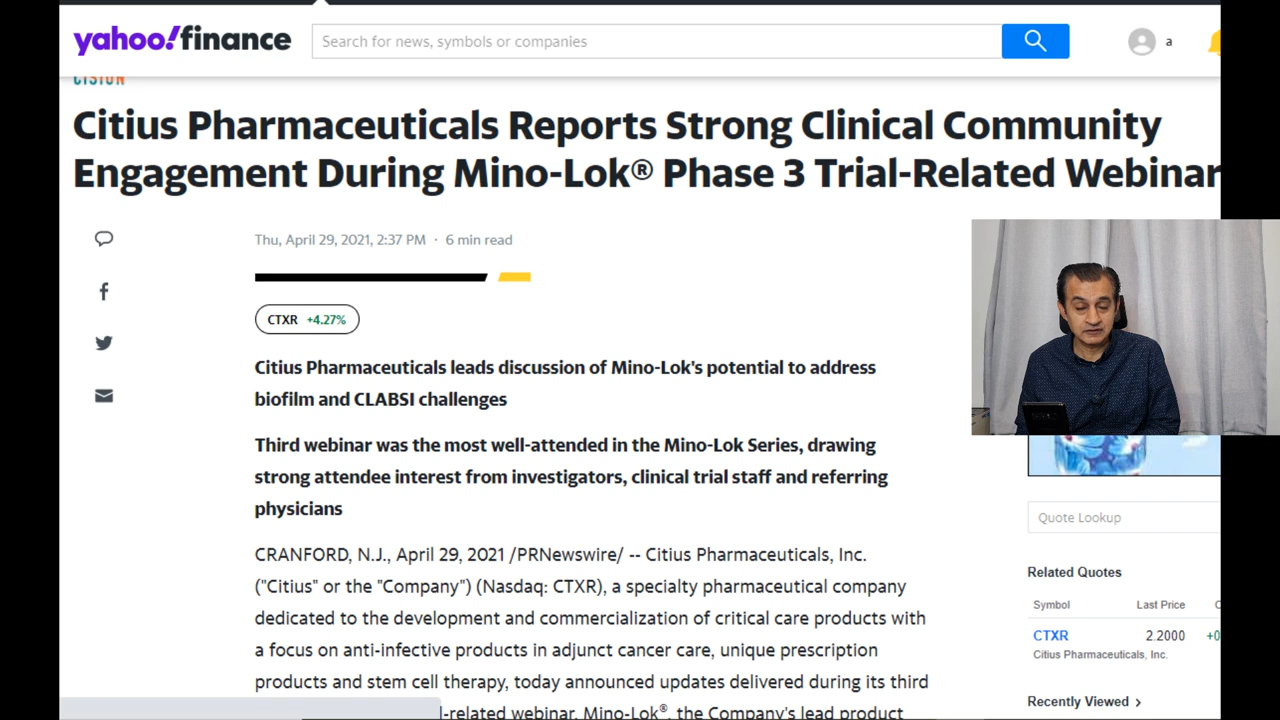 yahoo!finance
Search for news, symbols or companies
a
CISION
Citius Pharmaceuticals Reports Strong Clinical Community
Engagement During Mino-Lok® Phase 3 Trial-Related Webinar
Thu, April 29, 2021, 2:37 PM · 6 min read
CTXR +4.27%
Citius Pharmaceuticals leads discussion of Mino-Lok's potential to address
biofilm and CLABSI challenges
Third webinar was the most well-attended in the Mino-Lok Series, drawing
strong attendee interest from investigators, clinical trial staff and referring
physicians
CRANFORD, N.J., April 29, 2021 /PRNewswire/ -- Citius Pharmaceuticals, Inc.
("Citius" or the "Company") (Nasdaq: CTXR), a specialty pharmaceutical company
dedicated to the development and commercialization of critical care products with
a focus on anti-infective products in adjunct cancer care, unique prescription
products and stem cell therapy, today announced updates delivered during its third
l-related webinar. Mino-Lok®, the Company's lead product
Quote Lookup
Related Quotes
Symbol Last Price C
CTXR 2.2000 +0
Citius Pharmaceuticals, Inc.
Recently Viewed >